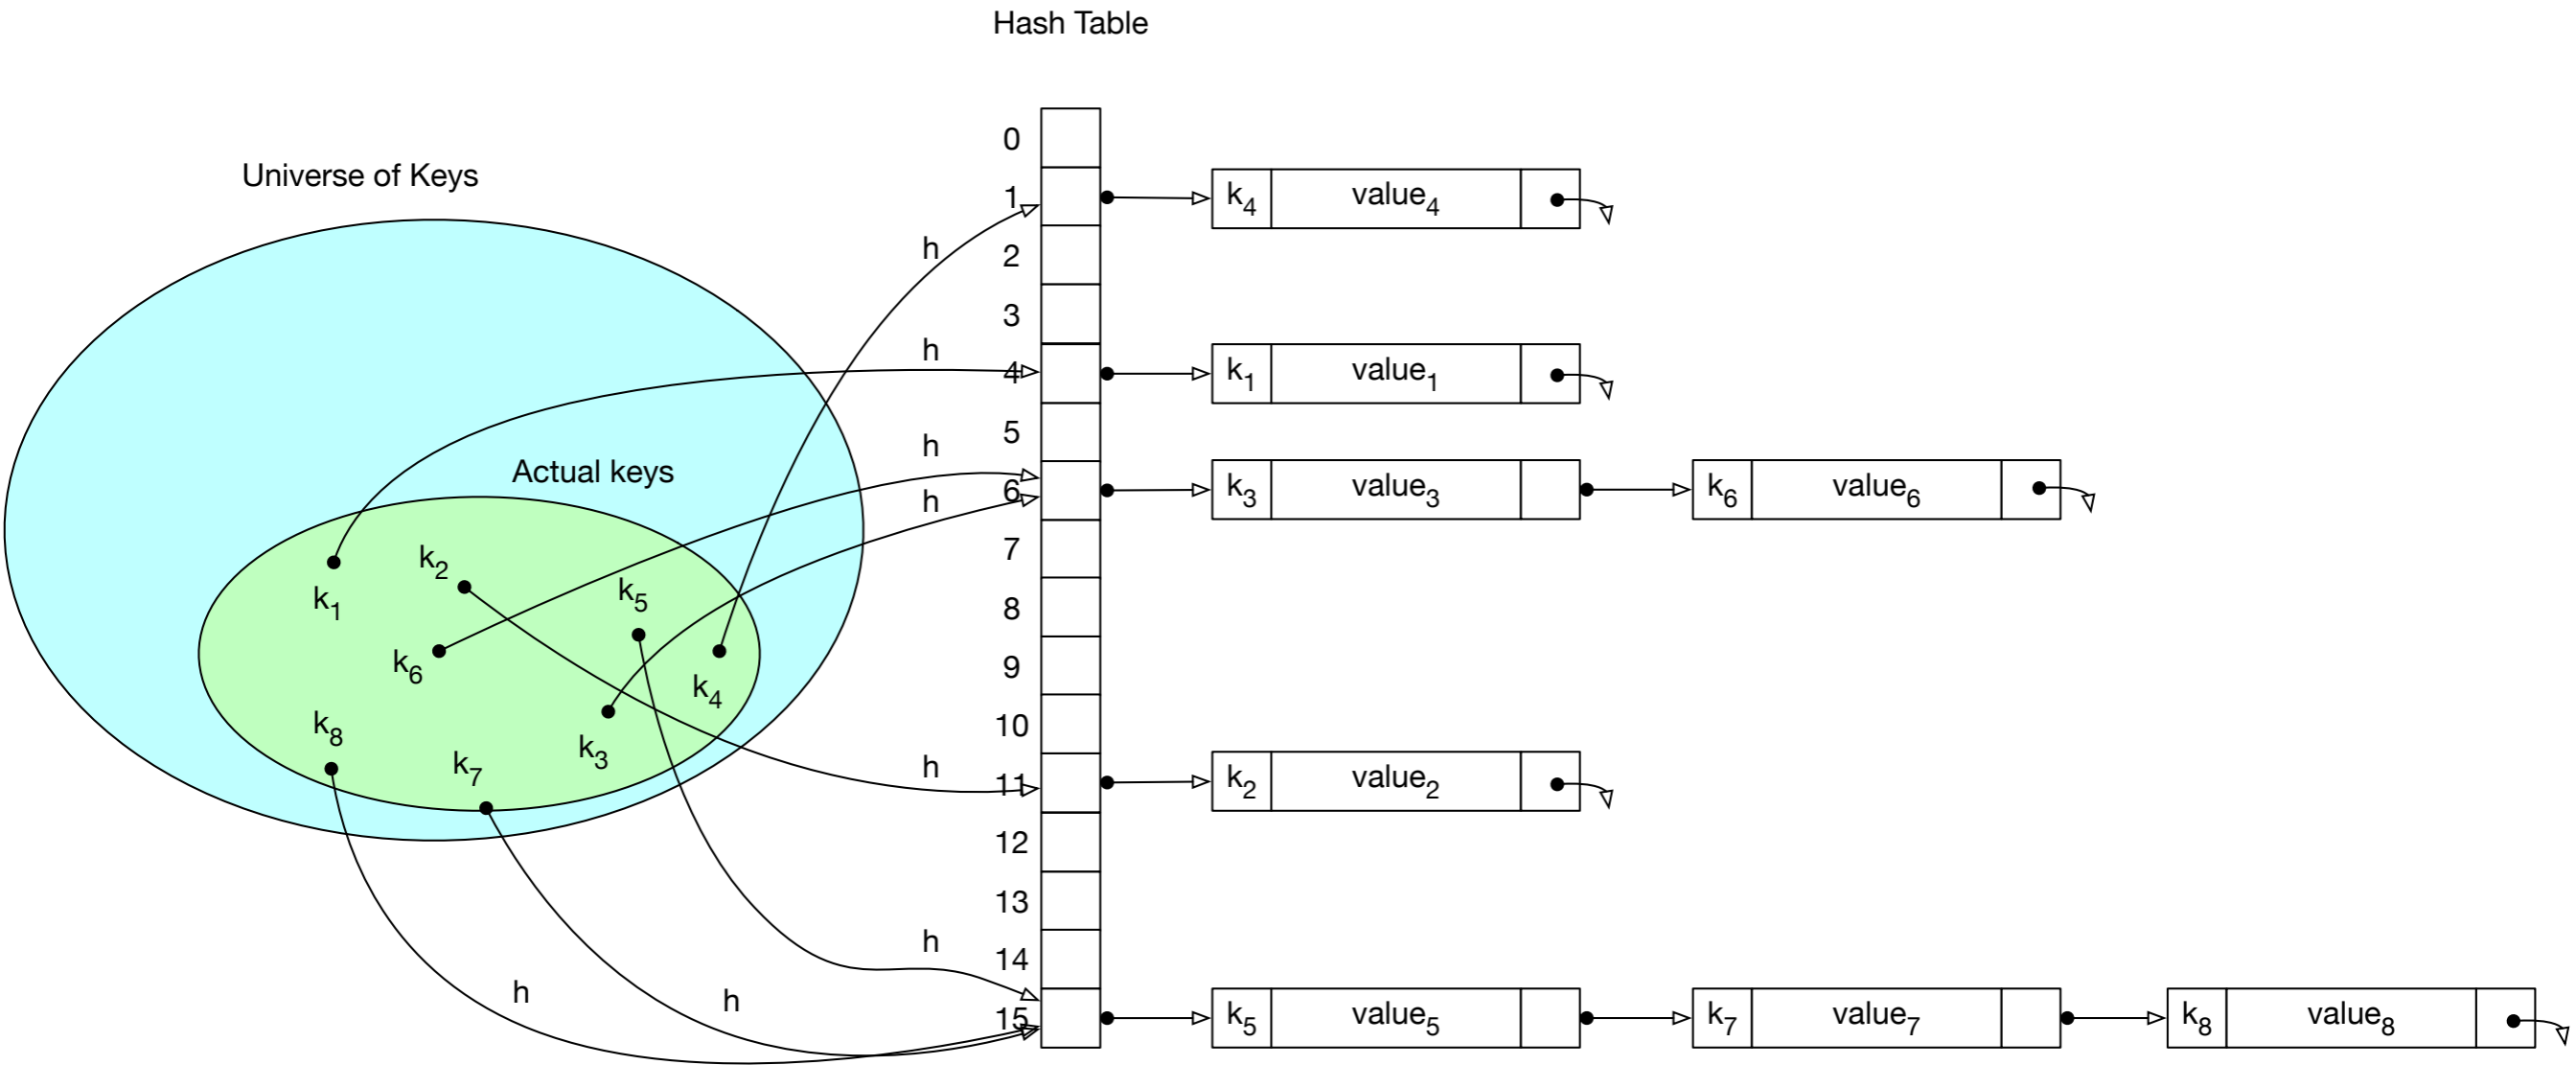 Hash Table
Universe of Keys
Actual keys
k1
k2
k5
k6
k4
k3
k8
k7
h
h
h
h
h
h
h
h
0
1
2
3
4
5
6
7
8
9
10
11
12
13
14
15
k4 value4
k1 value1
k3 value3 k6 value6
k2 value2
k5 value5 k7 value7 k8 value8